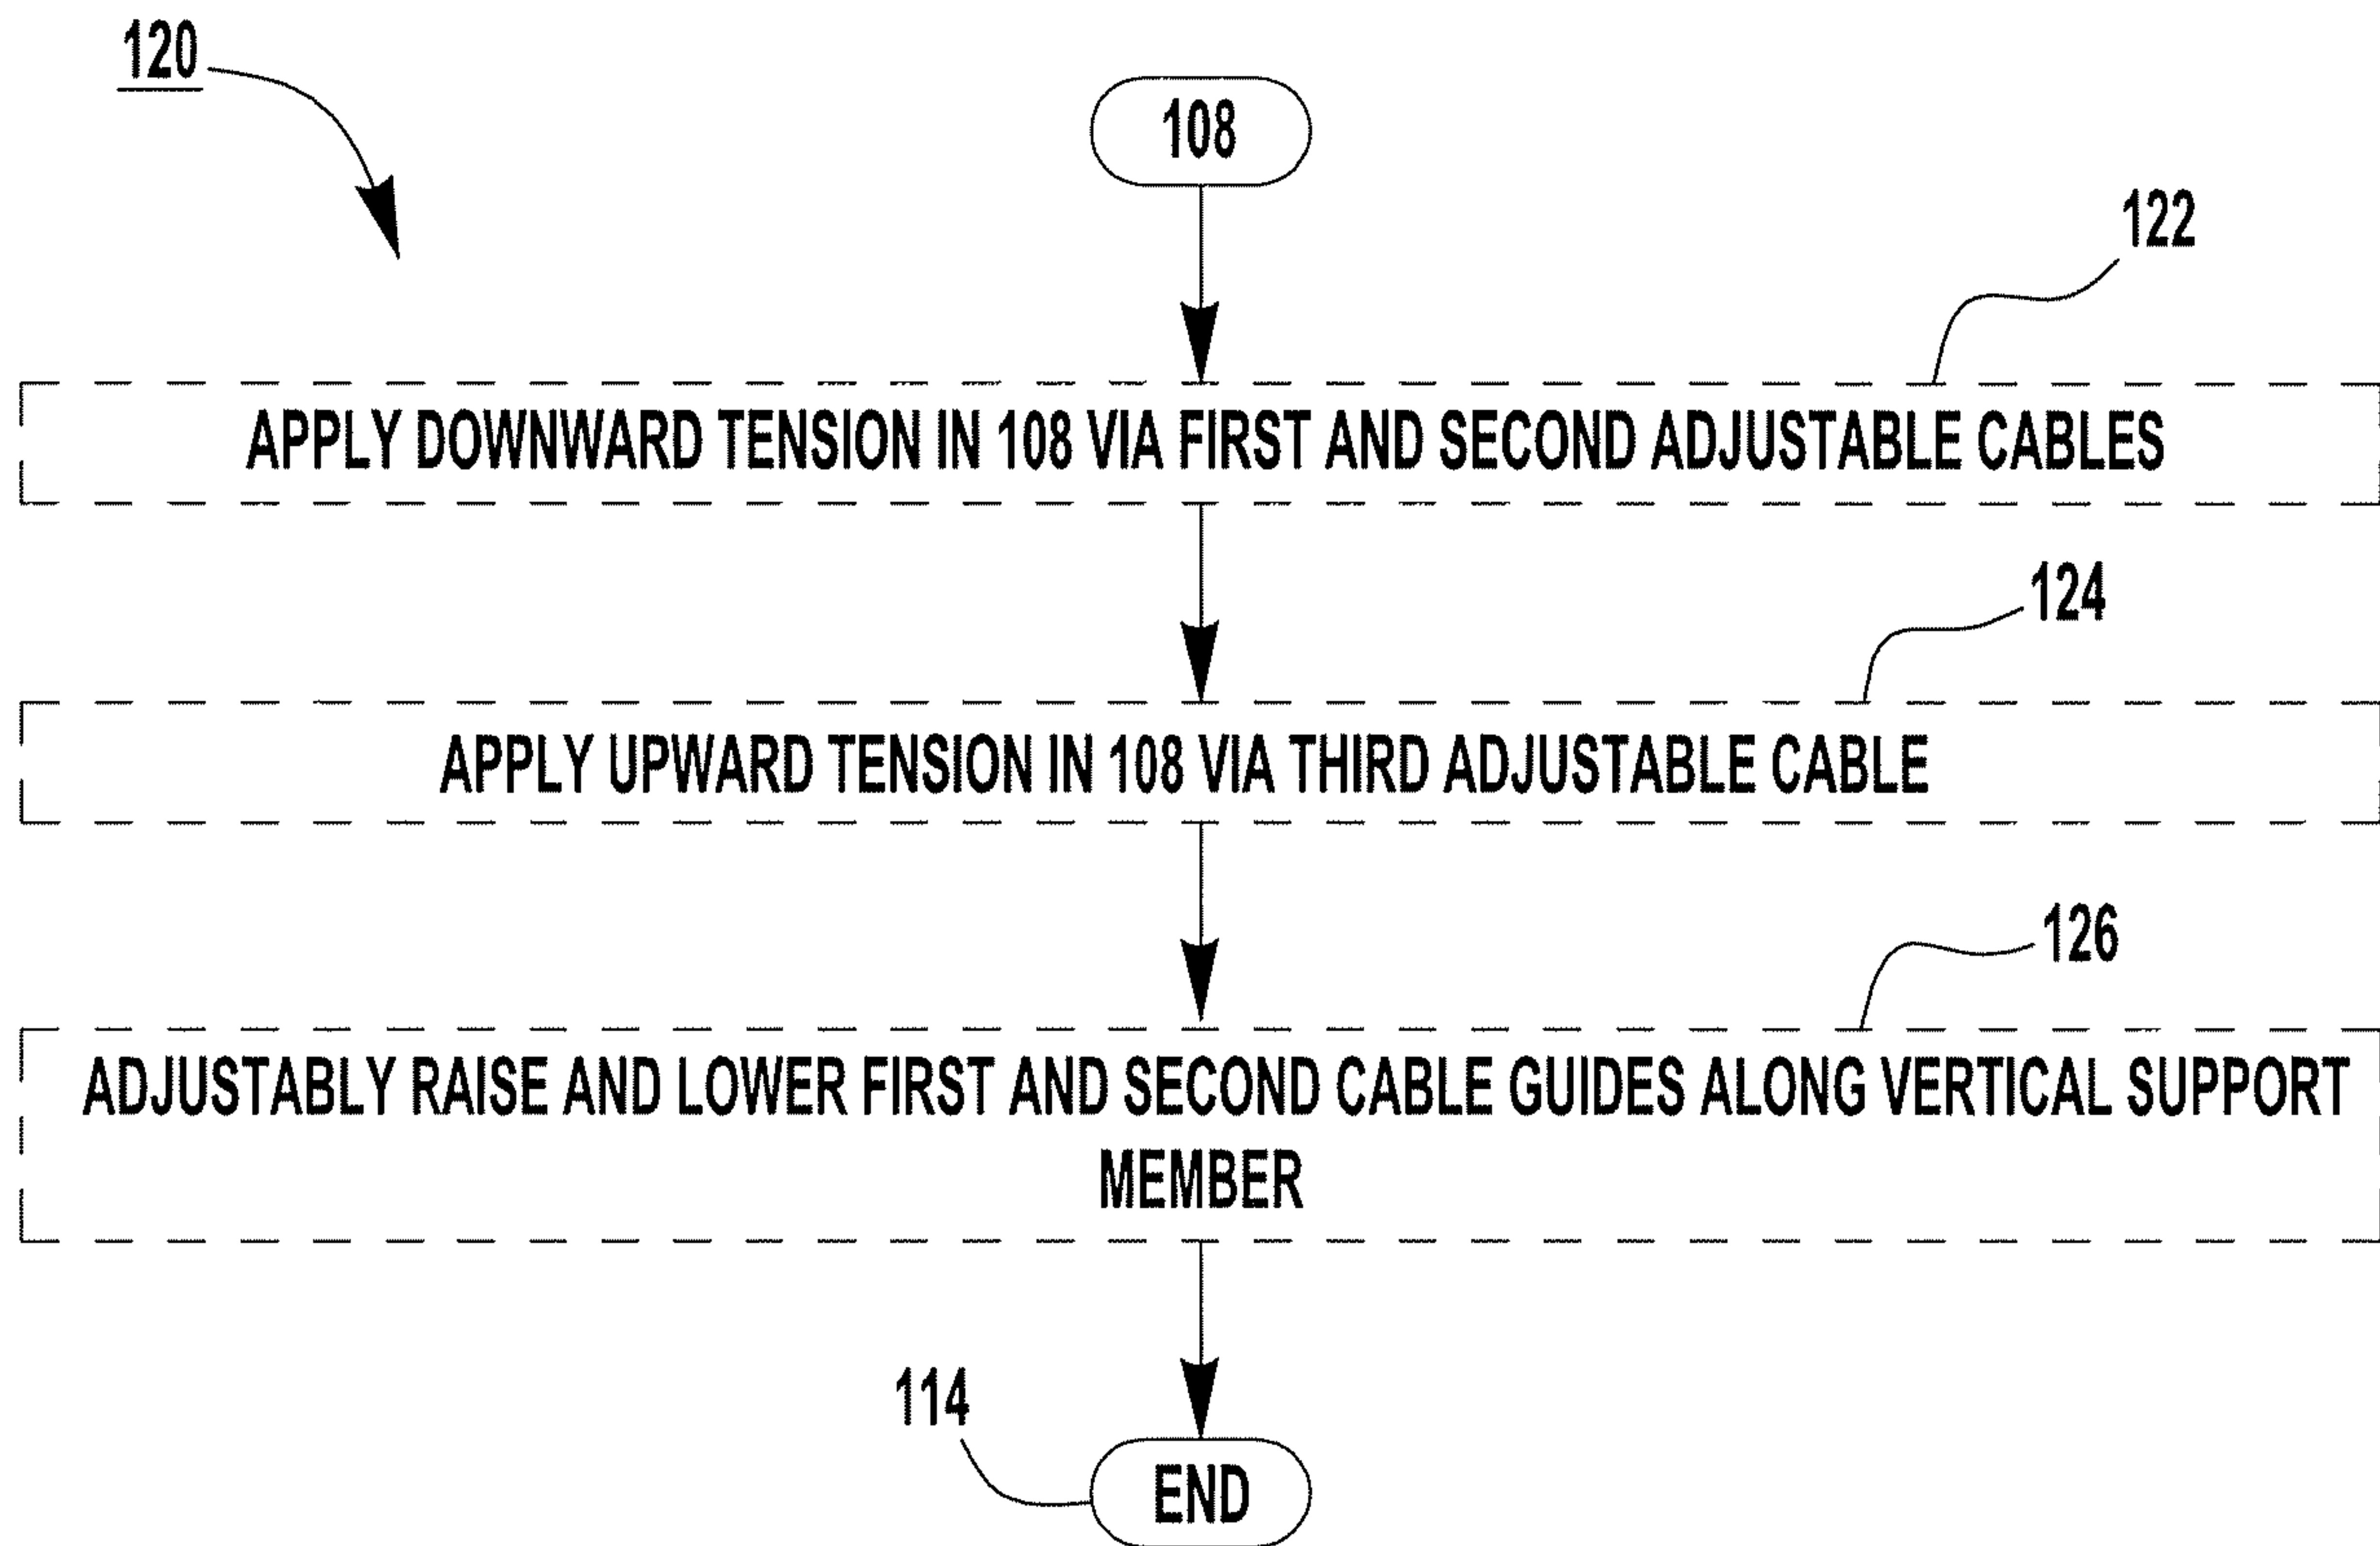 120
108
122
APPLY DOWNWARD TENSION IN 108 VIA FIRST AND SECOND ADJUSTABLE CABLES
124
APPLY UPWARD TENSION IN 108 VIA THIRD ADJUSTABLE CABLE
126
ADJUSTABLY RAISE AND LOWER FIRST AND SECOND CABLE GUIDES ALONG VERTICAL SUPPORT
MEMBER
114
END